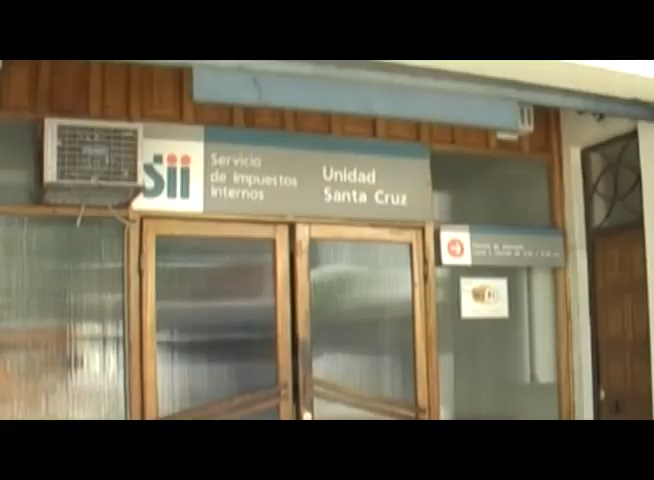 sii
Servicio
de Impuestos
Internos
Unidad
Santa Cruz